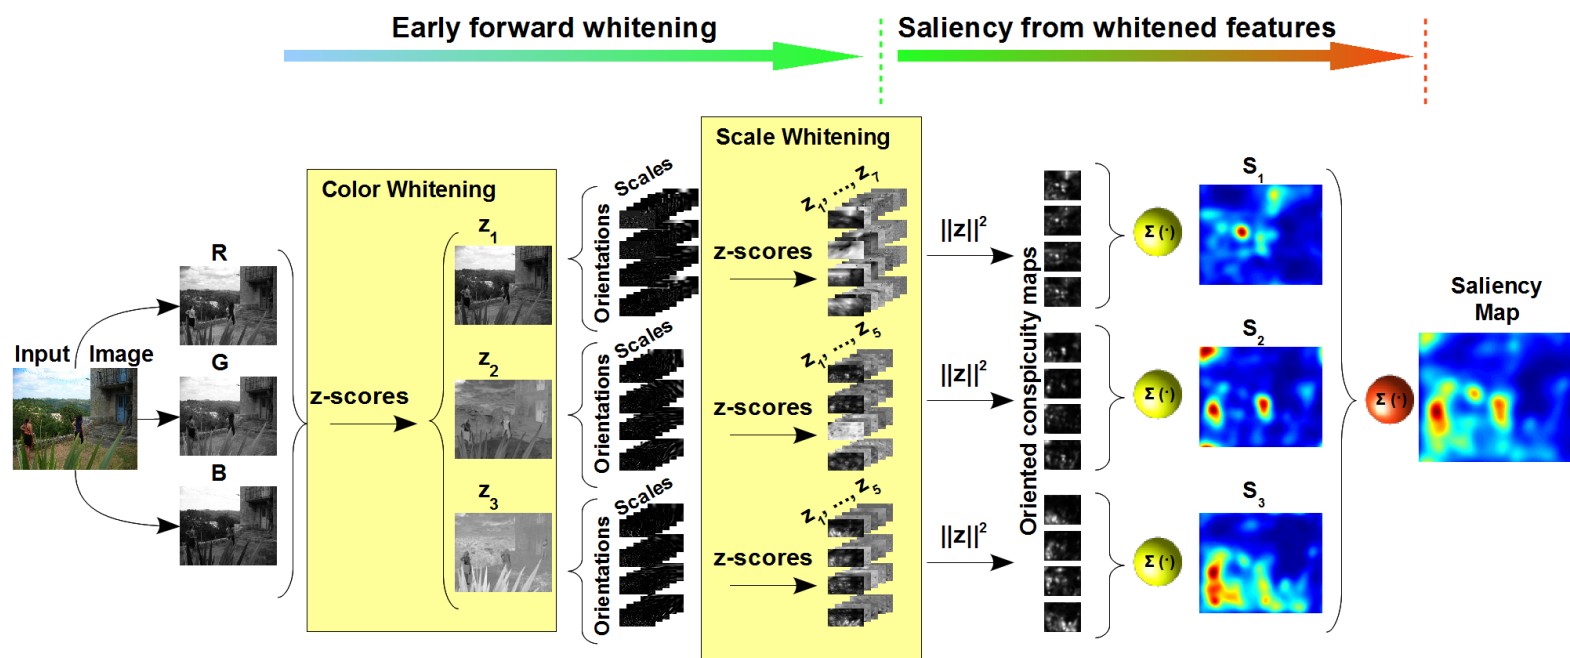 Early forward whitening
Saliency from whitened features
Input Image
R
G
B
Color Whitening
z-scores
z1
z2
z3
Scales
Orientations
Scales
Orientations
Scales
Orientations
Scale Whitening
z1, ..., z7
z-scores
z1, ..., z5
z-scores
z1, ..., z5
z-scores
||z||²
||z||²
||z||²
Oriented conspicuity maps
Σ (·)
Σ (·)
Σ (·)
S1
S2
S3
Σ (·)
Saliency
Map